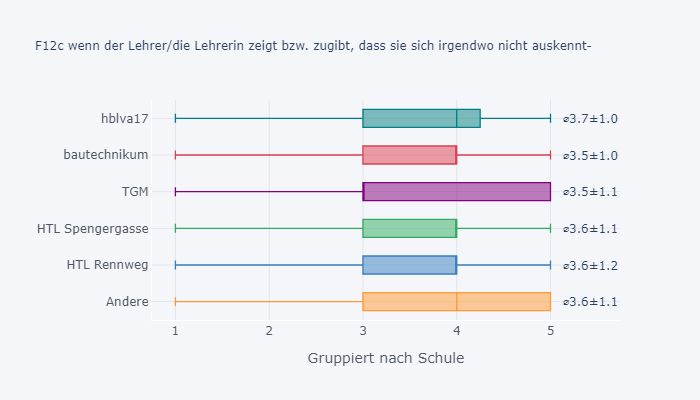 F12c wenn der Lehrer/die Lehrerin zeigt bzw. zugibt, dass sie sich irgendwo nicht auskennt-
hblva17 ⌀3.7±1.0
bautechnikum ⌀3.5±1.0
TGM ⌀3.5±1.1
HTL Spengergasse ⌀3.6±1.1
HTL Rennweg ⌀3.6±1.2
Andere ⌀3.6±1.1
1 2 3 4 5
Gruppiert nach Schule